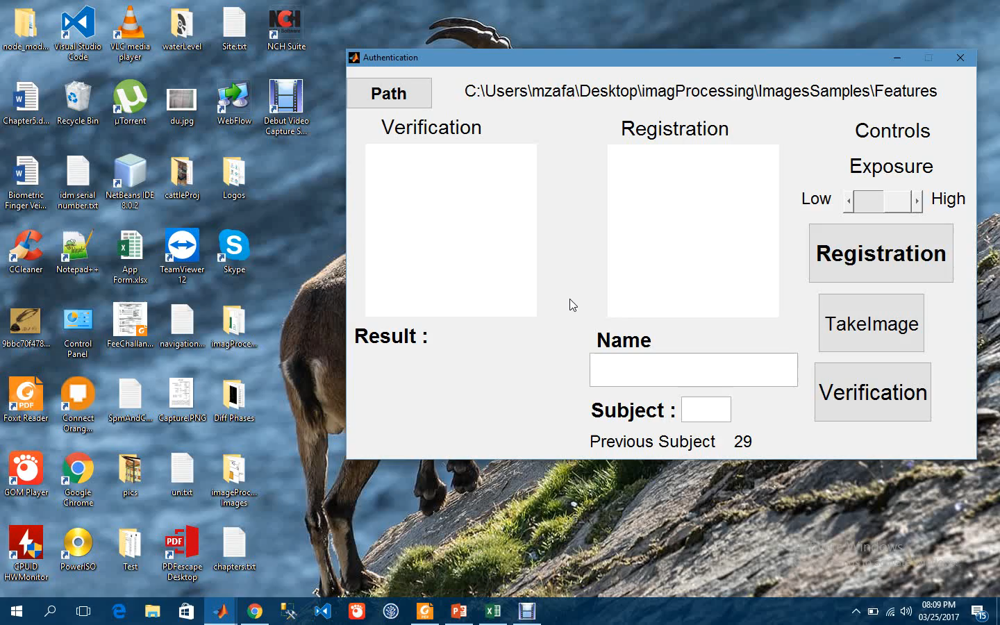 node_mod...
Visual Studio
Code
VLC media
player
waterLevel
Site.txt
NCH
NCH Suite
Chapter5.d...
Recycle Bin
µTorrent
du.jpg
WebFlow
Debut Video
Capture S...
Biometric
Finger Vei...
idm serial
number.txt
NetBeans IDE
8.0.2
cattleProj
Logos
CCleaner
Notepad++
App
Form.xlsx
TeamViewer
12
Skype
9bbc70f478...
Control
Panel
FeeChallan...
navigation...
imagProce...
PDF
Foxit Reader
Connect
Orang...
SpmAndC...
Capture.PNG
Diff Phases
GOM Player
Google
Chrome
pics
un.txt
imageProc...
Images
CPUID
HWMonitor
PowerISO
Test
PDF
PDFescape
Desktop
chapters.txt
Authentication
Path
C:\Users\mzafa\Desktop\imagProcessing\ImagesSamples\Features
Verification
Registration
Controls
Exposure
Low
High
Registration
TakeImage
Verification
Result :
Name
Subject :
Previous Subject 29
08:09 PM
03/25/2017
15